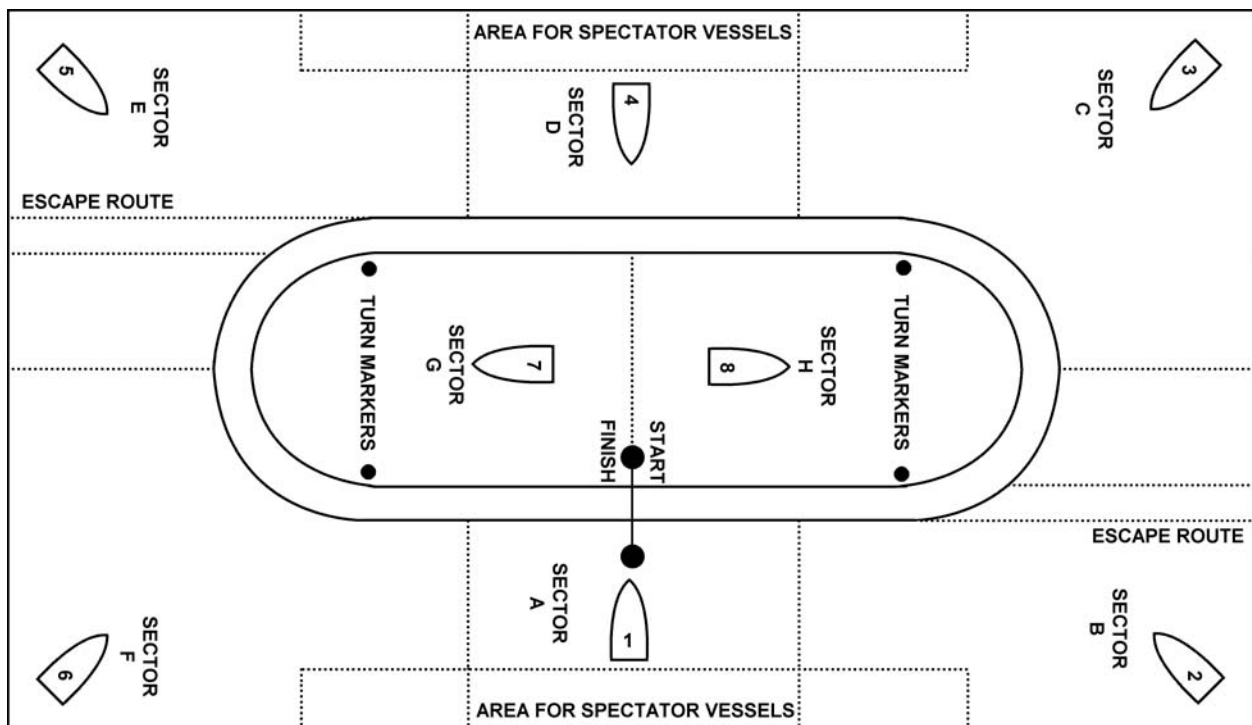 AREA FOR SPECTATOR VESSELS
5
SECTOR
E
4
SECTOR
D
3
SECTOR
C
ESCAPE ROUTE
TURN MARKERS
SECTOR
G
7
8
SECTOR
H
TURN MARKERS
START
FINISH
ESCAPE ROUTE
SECTOR
F
6
SECTOR
A
1
SECTOR
B
2
AREA FOR SPECTATOR VESSELS